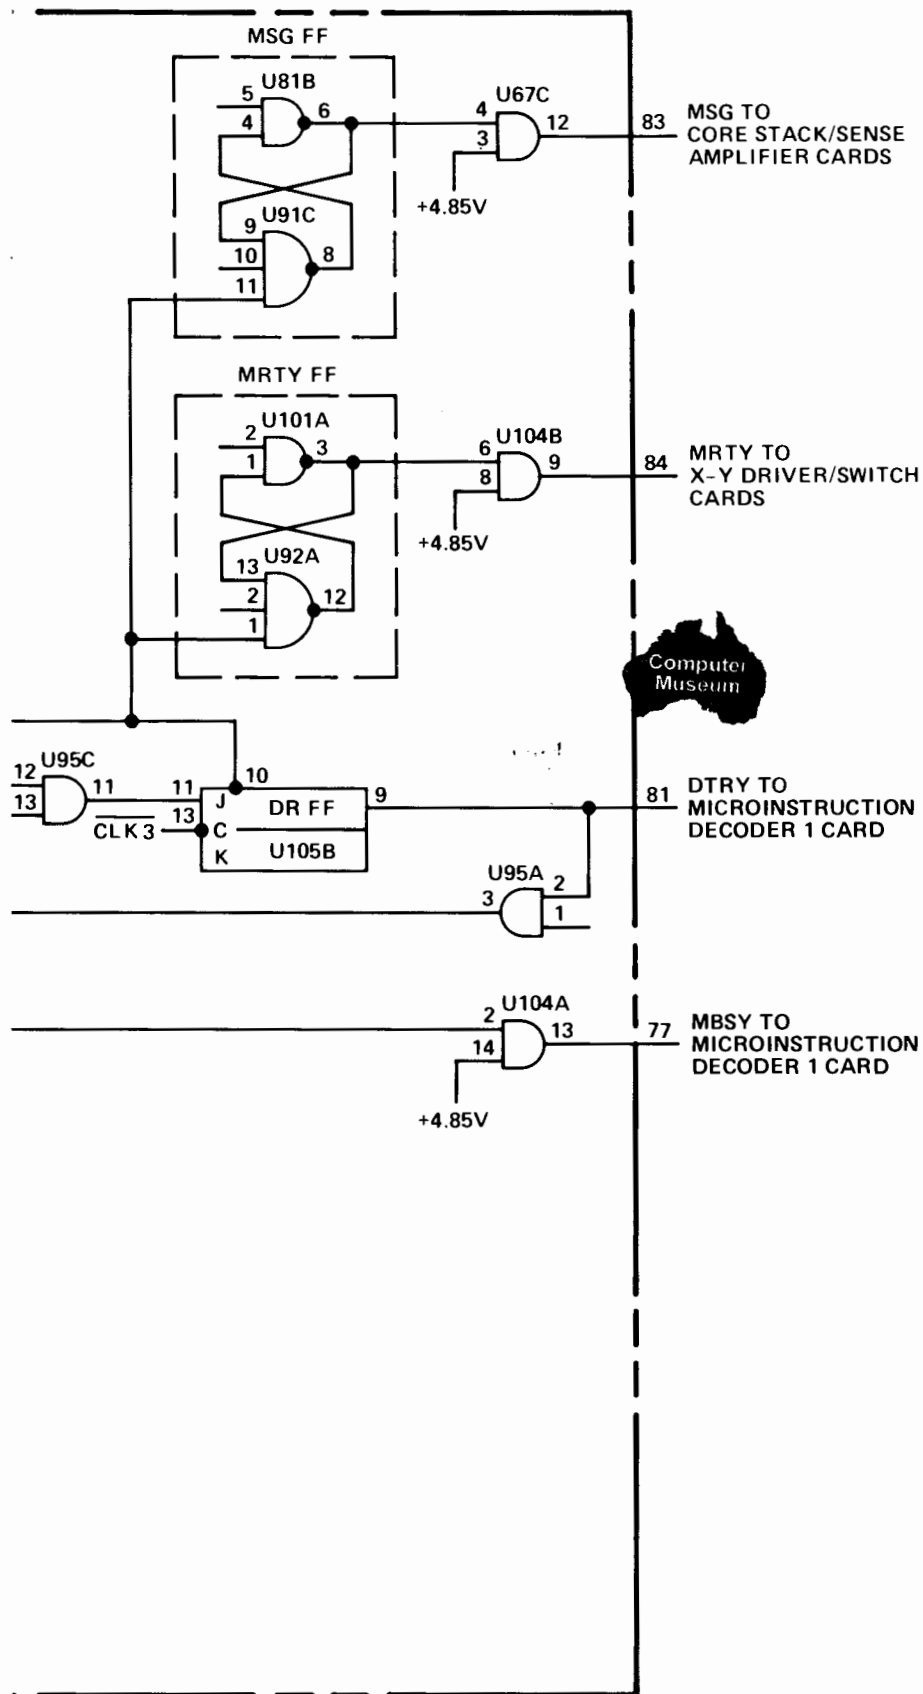 MSG FF
U81B
5
4
6
U67C
4
3
12
83
MSG TO
CORE STACK/SENSE
AMPLIFIER CARDS
+4.85V
U91C
9
10
11
8
MRTY FF
U101A
2
1
3
U104B
6
8
9
84
MRTY TO
X-Y DRIVER/SWITCH
CARDS
+4.85V
U92A
13
2
1
12
Computer
Museum
U95C
12
13
11
11
10
J
DR FF
9
81
DTRY TO
MICROINSTRUCTION
DECODER 1 CARD
CLK3
13
C
K
U105B
U95A
3
2
1
U104A
2
14
13
77
MBSY TO
MICROINSTRUCTION
DECODER 1 CARD
+4.85V